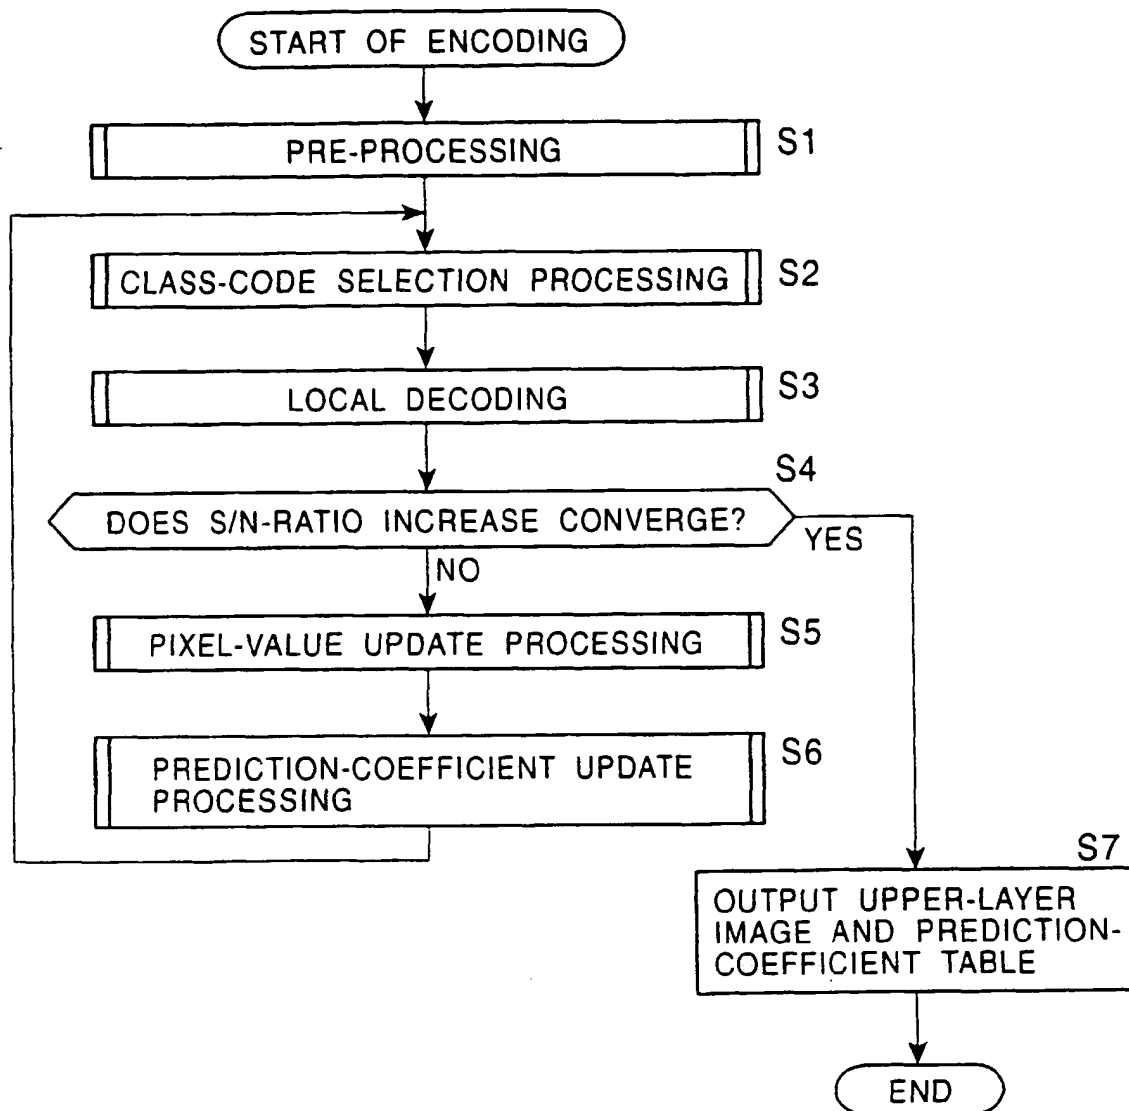 START OF ENCODING
PRE-PROCESSING
S1
CLASS-CODE SELECTION PROCESSING
S2
LOCAL DECODING
S3
S4
DOES S/N-RATIO INCREASE CONVERGE?
YES
NO
PIXEL-VALUE UPDATE PROCESSING
S5
PREDICTION-COEFFICIENT UPDATE
PROCESSING
S6
S7
OUTPUT UPPER-LAYER
IMAGE AND PREDICTION-
COEFFICIENT TABLE
END